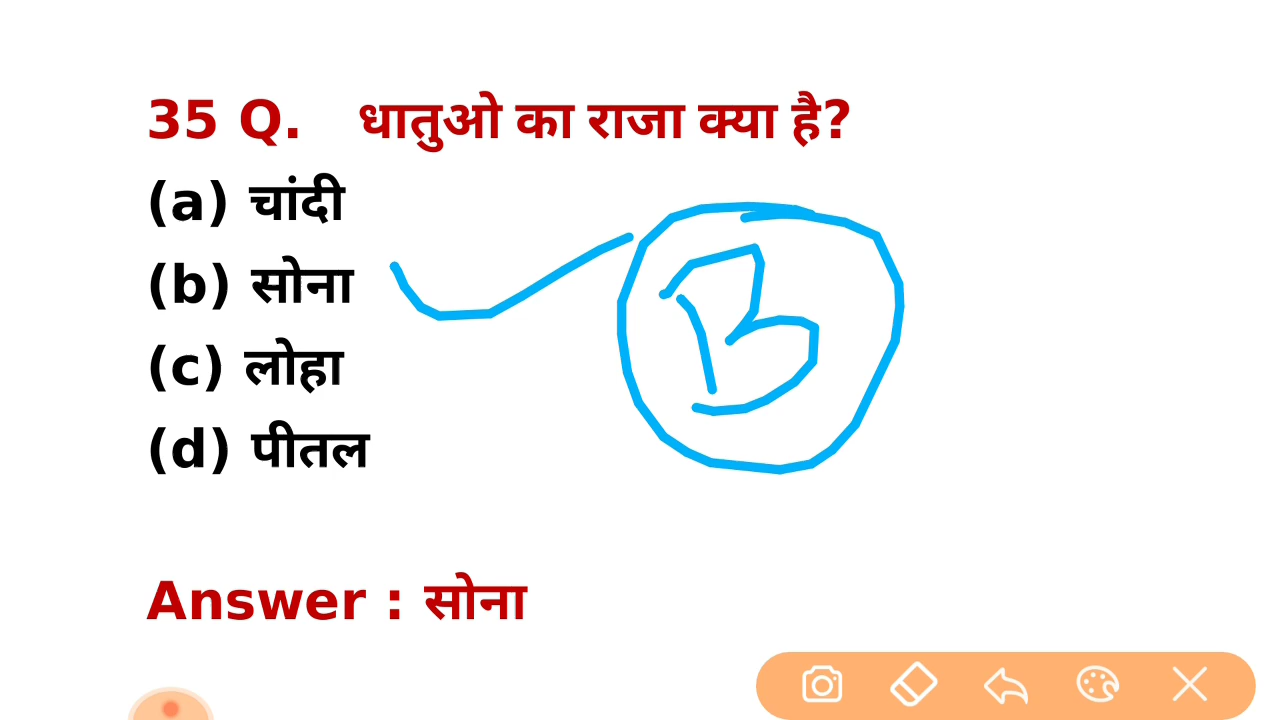 35 Q. धातुओ का राजा क्या है?
(a) चांदी
(b) सोना
B
(c) लोहा
(d) पीतल
Answer : सोना